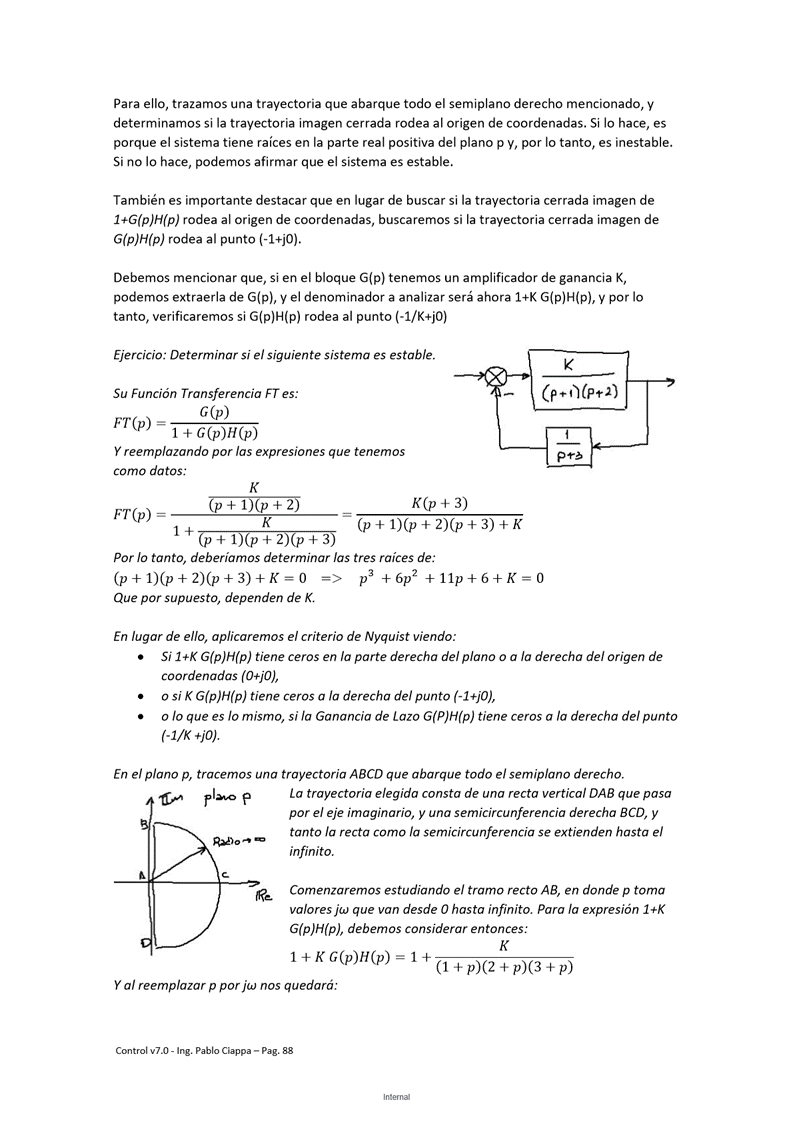 Para ello, trazamos una trayectoria que abarque todo el semiplano derecho mencionado, y
determinamos si la trayectoria imagen cerrada rodea al origen de coordenadas. Si lo hace, es
porque el sistema tiene raíces en la parte real positiva del plano p y, por lo tanto, es inestable.
Si no lo hace, podemos afirmar que el sistema es estable.
También es importante destacar que en lugar de buscar si la trayectoria cerrada imagen de
1+G(p)H(p) rodea al origen de coordenadas, buscaremos si la trayectoria cerrada imagen de
G(p)H(p) rodea al punto (-1+j0).
Debemos mencionar que, si en el bloque G(p) tenemos un amplificador de ganancia K,
podemos extraerla de G(p), y el denominador a analizar será ahora 1+K G(p)H(p), y por lo
tanto, verificaremos si G(p)H(p) rodea al punto (-1/K+j0)
Ejercicio: Determinar si el siguiente sistema es estable.
K
(p+1)(p+2)
−
1
p+3
Su Función Transferencia FT es:
FT(p) = G(p) / 1 + G(p)H(p)
Y reemplazando por las expresiones que tenemos
como datos:
FT(p) = K / (p + 1)(p + 2) / 1 + K / (p + 1)(p + 2)(p + 3) = K(p + 3) / (p + 1)(p + 2)(p + 3) + K
Por lo tanto, deberíamos determinar las tres raíces de:
(p + 1)(p + 2)(p + 3) + K = 0 => p³ + 6p² + 11p + 6 + K = 0
Que por supuesto, dependen de K.
En lugar de ello, aplicaremos el criterio de Nyquist viendo:
• Si 1+K G(p)H(p) tiene ceros en la parte derecha del plano o a la derecha del origen de
coordenadas (0+j0),
• o si K G(p)H(p) tiene ceros a la derecha del punto (-1+j0),
• o lo que es lo mismo, si la Ganancia de Lazo G(P)H(p) tiene ceros a la derecha del punto
(-1/K +j0).
En el plano p, tracemos una trayectoria ABCD que abarque todo el semiplano derecho.
Im plano p
B
Radio→∞
A
C
Re
D
La trayectoria elegida consta de una recta vertical DAB que pasa
por el eje imaginario, y una semicircunferencia derecha BCD, y
tanto la recta como la semicircunferencia se extienden hasta el
infinito.
Comenzaremos estudiando el tramo recto AB, en donde p toma
valores jω que van desde 0 hasta infinito. Para la expresión 1+K
G(p)H(p), debemos considerar entonces:
1 + K G(p)H(p) = 1 + K / (1 + p)(2 + p)(3 + p)
Y al reemplazar p por jω nos quedará:
Control v7.0 - Ing. Pablo Ciappa – Pag. 88
Internal